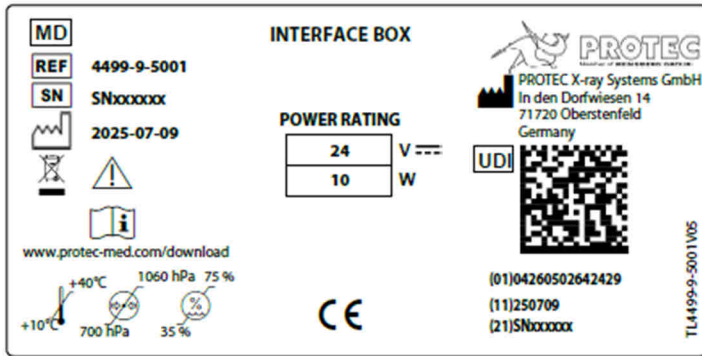 MD
INTERFACE BOX
PROTEC
REF 4499-9-5001
SN SNxxxxxx
2025-07-09
PROTEC X-ray Systems GmbH
In den Dorfwiesen 14
71720 Oberstenfeld
Germany
POWER RATING
24 V
10 W
UDI
i
www.protec-med.com/download
+40°C
+10°C
1060 hPa
700 hPa
75 %
%
35 %
CE
(01)04260502642429
(11)250709
(21)SNxxxxxx
TL4499-9-5001V05